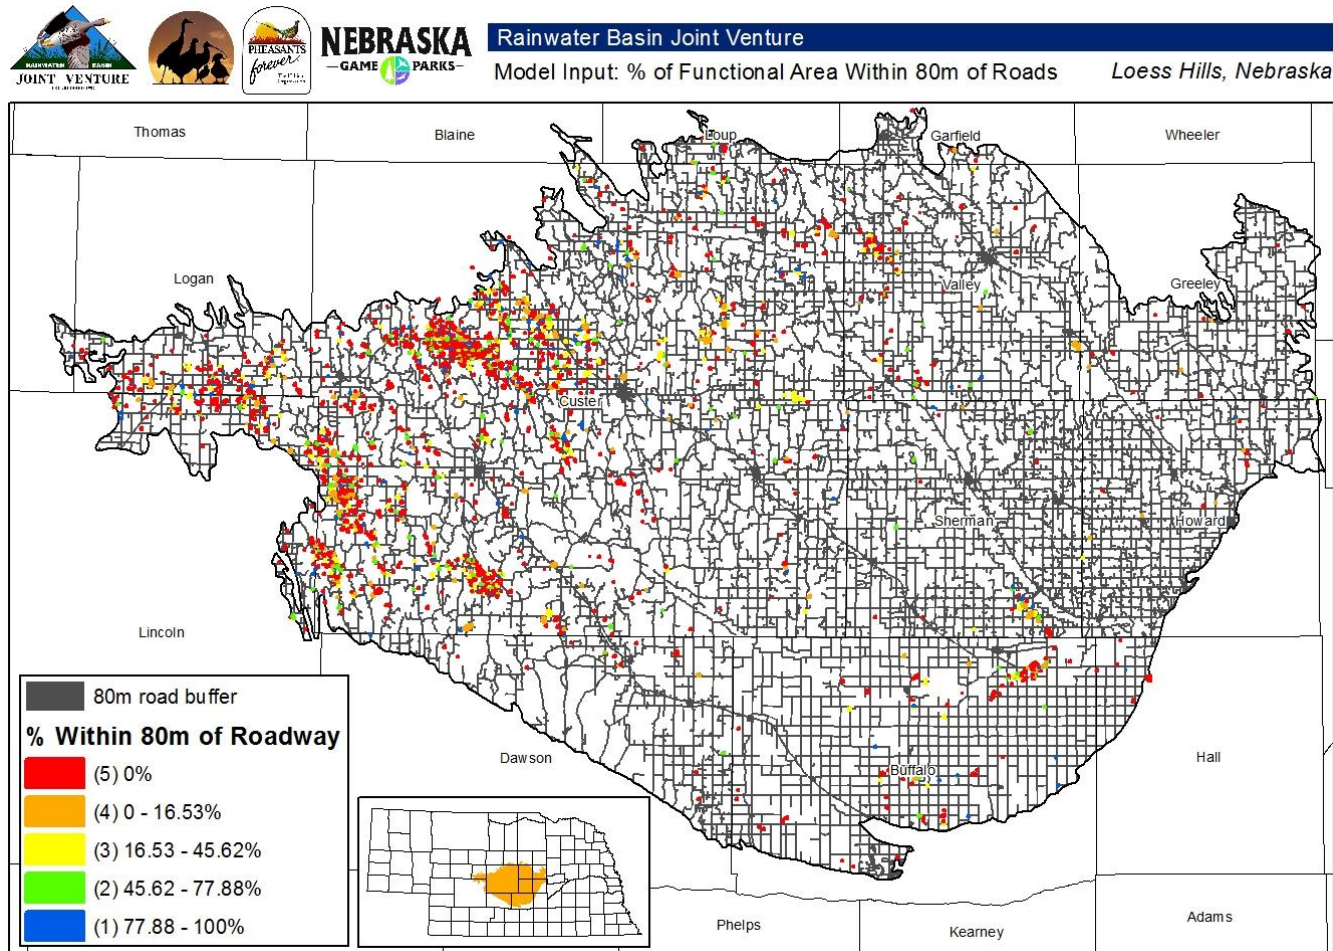 RAINWATER BASIN
JOINT VENTURE
PHEASANTS
forever
NEBRASKA
GAME PARKS
Rainwater Basin Joint Venture
Model Input: % of Functional Area Within 80m of Roads
Loess Hills, Nebraska
Thomas
Blaine
Loup
Garfield
Wheeler
Logan
Valley
Greeley
Custer
Sherman
Howard
Lincoln
Dawson
Buffalo
Hall
Phelps
Kearney
Adams
80m road buffer
% Within 80m of Roadway
(5) 0%
(4) 0 - 16.53%
(3) 16.53 - 45.62%
(2) 45.62 - 77.88%
(1) 77.88 - 100%